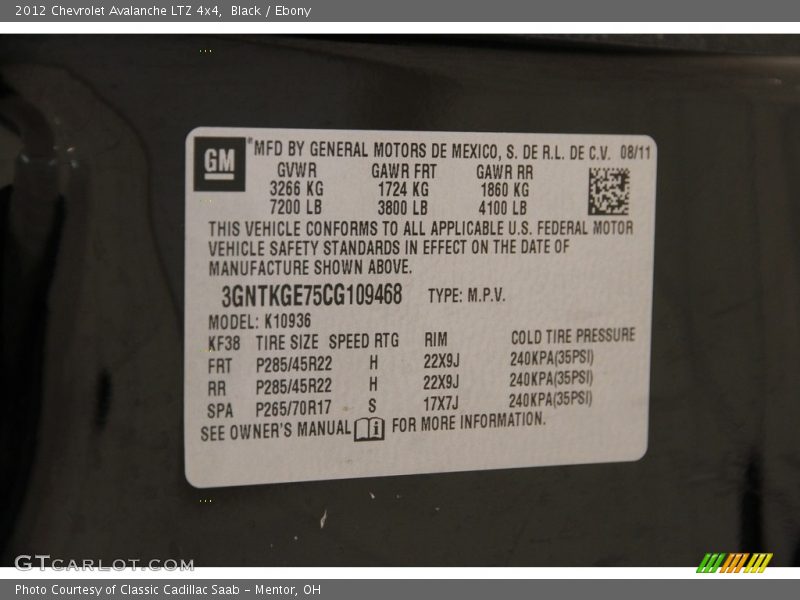 2012 Chevrolet Avalanche LTZ 4x4, Black / Ebony
GM ® MFD BY GENERAL MOTORS DE MEXICO, S. DE R.L. DE C.V. 08/11
GVWR GAWR FRT GAWR RR
3266 KG 1724 KG 1860 KG
7200 LB 3800 LB 4100 LB
THIS VEHICLE CONFORMS TO ALL APPLICABLE U.S. FEDERAL MOTOR
VEHICLE SAFETY STANDARDS IN EFFECT ON THE DATE OF
MANUFACTURE SHOWN ABOVE.
3GNTKGE75CG109468 TYPE: M.P.V.
MODEL: K10936
KF38 TIRE SIZE SPEED RTG RIM COLD TIRE PRESSURE
FRT P285/45R22 H 22X9J 240KPA(35PSI)
RR P285/45R22 H 22X9J 240KPA(35PSI)
SPA P265/70R17 S 17X7J 240KPA(35PSI)
SEE OWNER'S MANUAL FOR MORE INFORMATION.
GTCARLOT.COM
Photo Courtesy of Classic Cadillac Saab – Mentor, OH